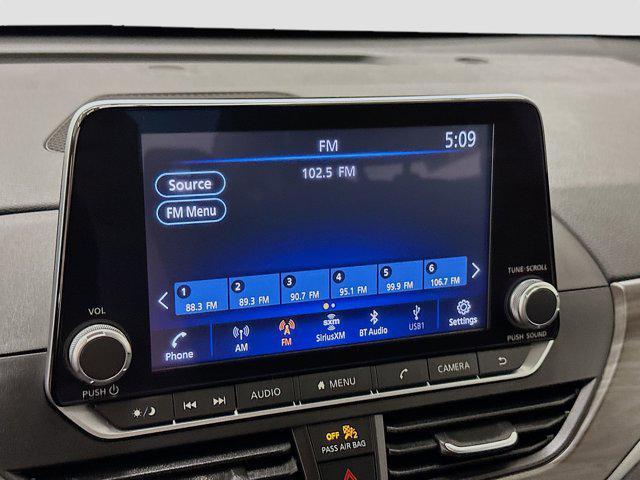 FM
5:09
102.5 FM
Source
FM Menu
1 2 3 4 5 6
88.3 FM 89.3 FM 90.7 FM 95.1 FM 99.9 FM 106.7 FM
Phone AM FM sxm SiriusXM BT Audio USB1 Settings
VOL
PUSH
TUNE·SCROLL
PUSH SOUND
AUDIO MENU CAMERA
OFF 2
PASS AIR BAG